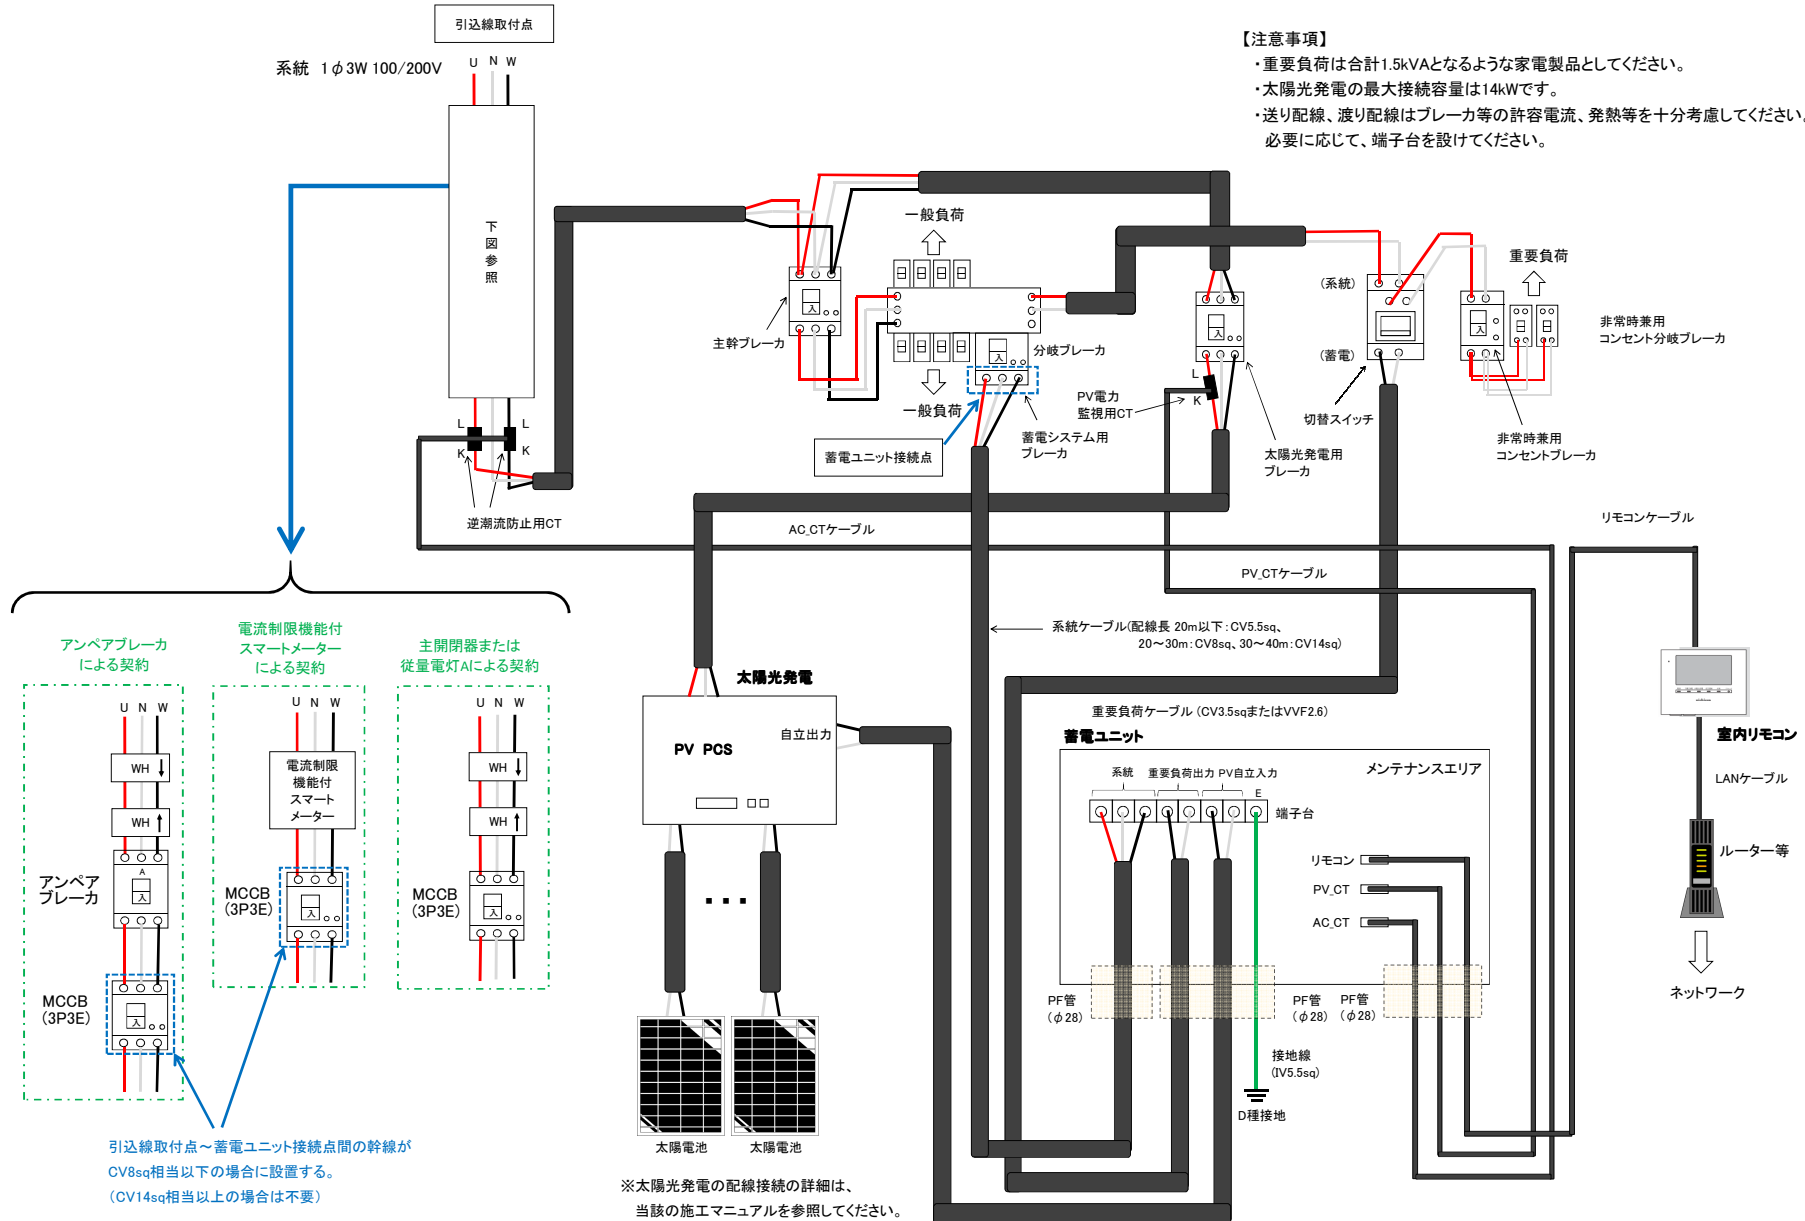 引込線取付点
系統 1φ3W 100/200V
U N W
下図参照
L
K
L
K
逆潮流防止用CT
【注意事項】
・重要負荷は合計1.5kVAとなるような家電製品としてください。
・太陽光発電の最大接続容量は14kWです。
・送り配線、渡り配線はブレーカ等の許容電流、発熱等を十分考慮してください。
必要に応じて、端子台を設けてください。
一般負荷
入
主幹ブレーカ
入
分岐ブレーカ
一般負荷
蓄電システム用
ブレーカ
蓄電ユニット接続点
入
L
K
PV電力
監視用CT
太陽光発電用
ブレーカ
(系統)
(蓄電)
切替スイッチ
重要負荷
入
非常時兼用
コンセント分岐ブレーカ
非常時兼用
コンセントブレーカ
AC_CTケーブル
PV_CTケーブル
リモコンケーブル
系統ケーブル(配線長 20m以下:CV5.5sq、
20～30m:CV8sq、30～40m:CV14sq)
重要負荷ケーブル (CV3.5sqまたはVVF2.6)
アンペアブレーカ
による契約
U N W
WH
WH
A
入
アンペア
ブレーカ
MCCB
(3P3E)
入
電流制限機能付
スマートメーター
による契約
U N W
電流制限
機能付
スマート
メーター
MCCB
(3P3E)
入
主開閉器または
従量電灯Aによる契約
U N W
WH
WH
MCCB
(3P3E)
入
引込線取付点～蓄電ユニット接続点間の幹線が
CV8sq相当以下の場合に設置する。
(CV14sq相当以上の場合は不要)
太陽光発電
PV PCS
自立出力
・・・
太陽電池
太陽電池
※太陽光発電の配線接続の詳細は、
当該の施工マニュアルを参照してください。
蓄電ユニット
メンテナンスエリア
系統
重要負荷出力
PV自立入力
E
端子台
リモコン
PV_CT
AC_CT
PF管
(φ28)
PF管
(φ28)
PF管
(φ28)
接地線
(IV5.5sq)
D種接地
室内リモコン
LANケーブル
ルーター等
ネットワーク